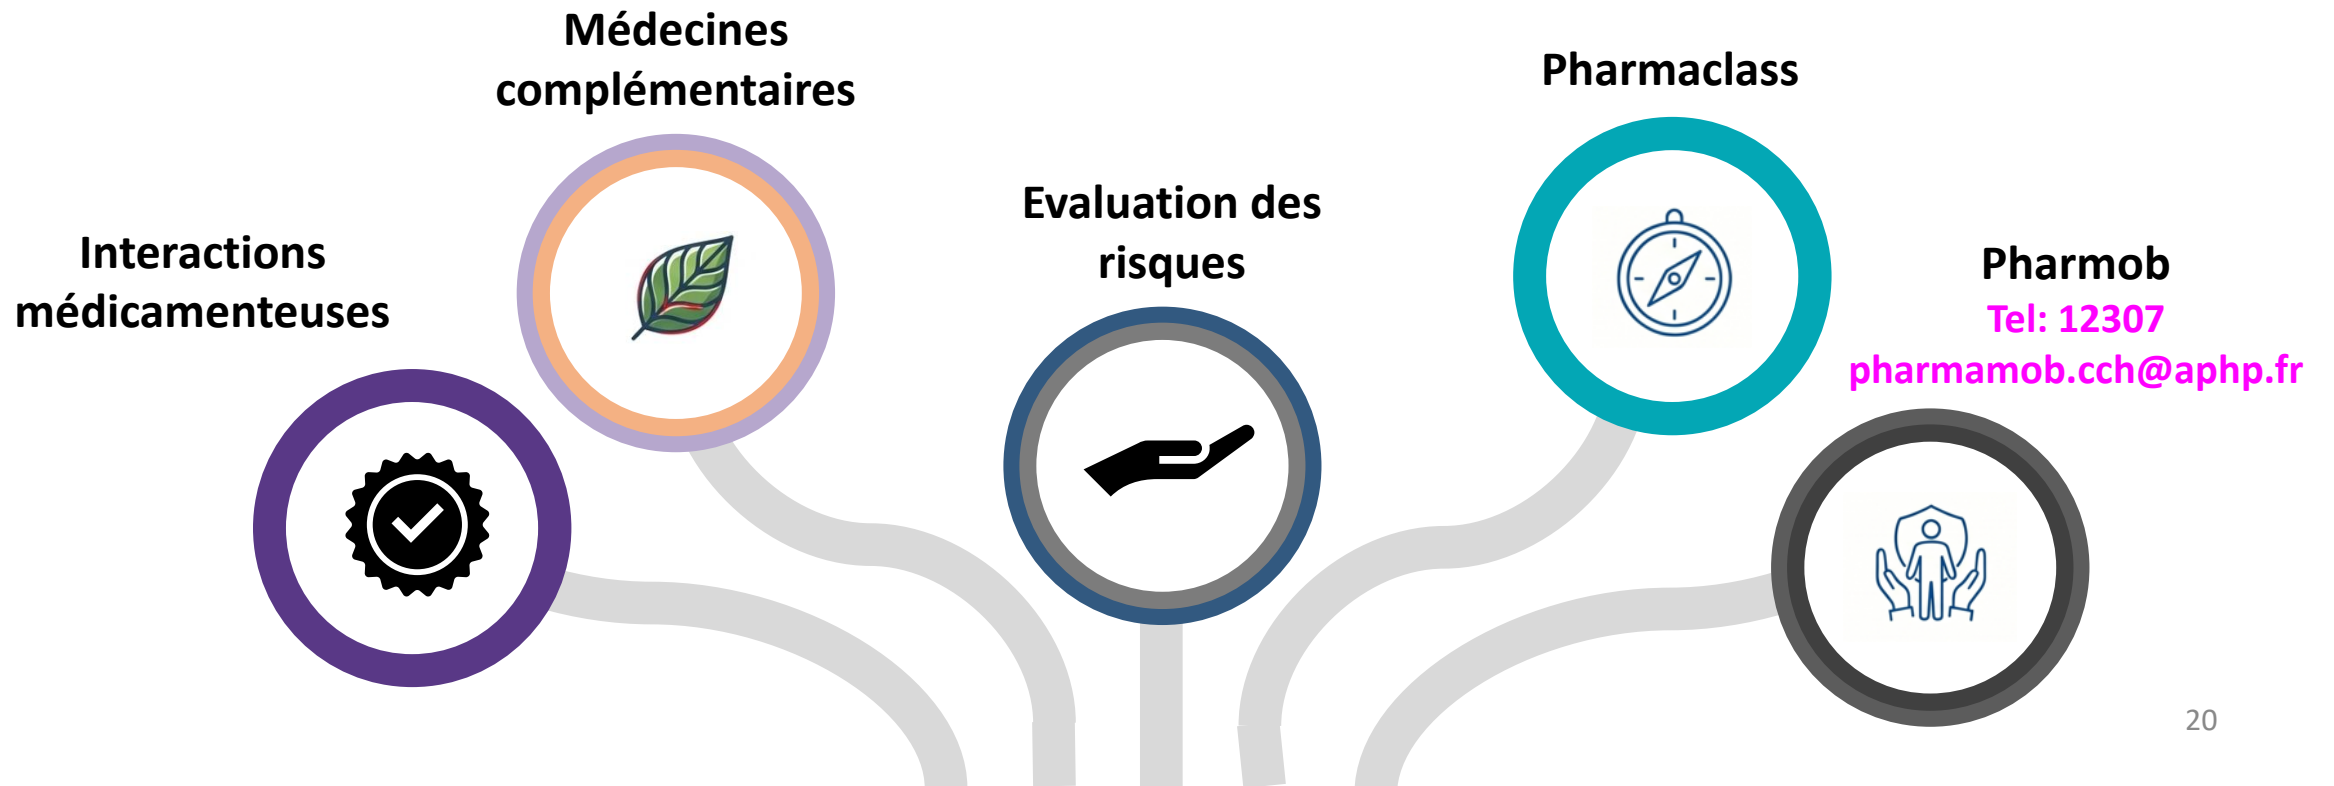 Médecines
complémentaires
Pharmaclass
Evaluation des
risques
Interactions
médicamenteuses
Pharmob
Tel: 12307
pharmamob.cch@aphp.fr
20